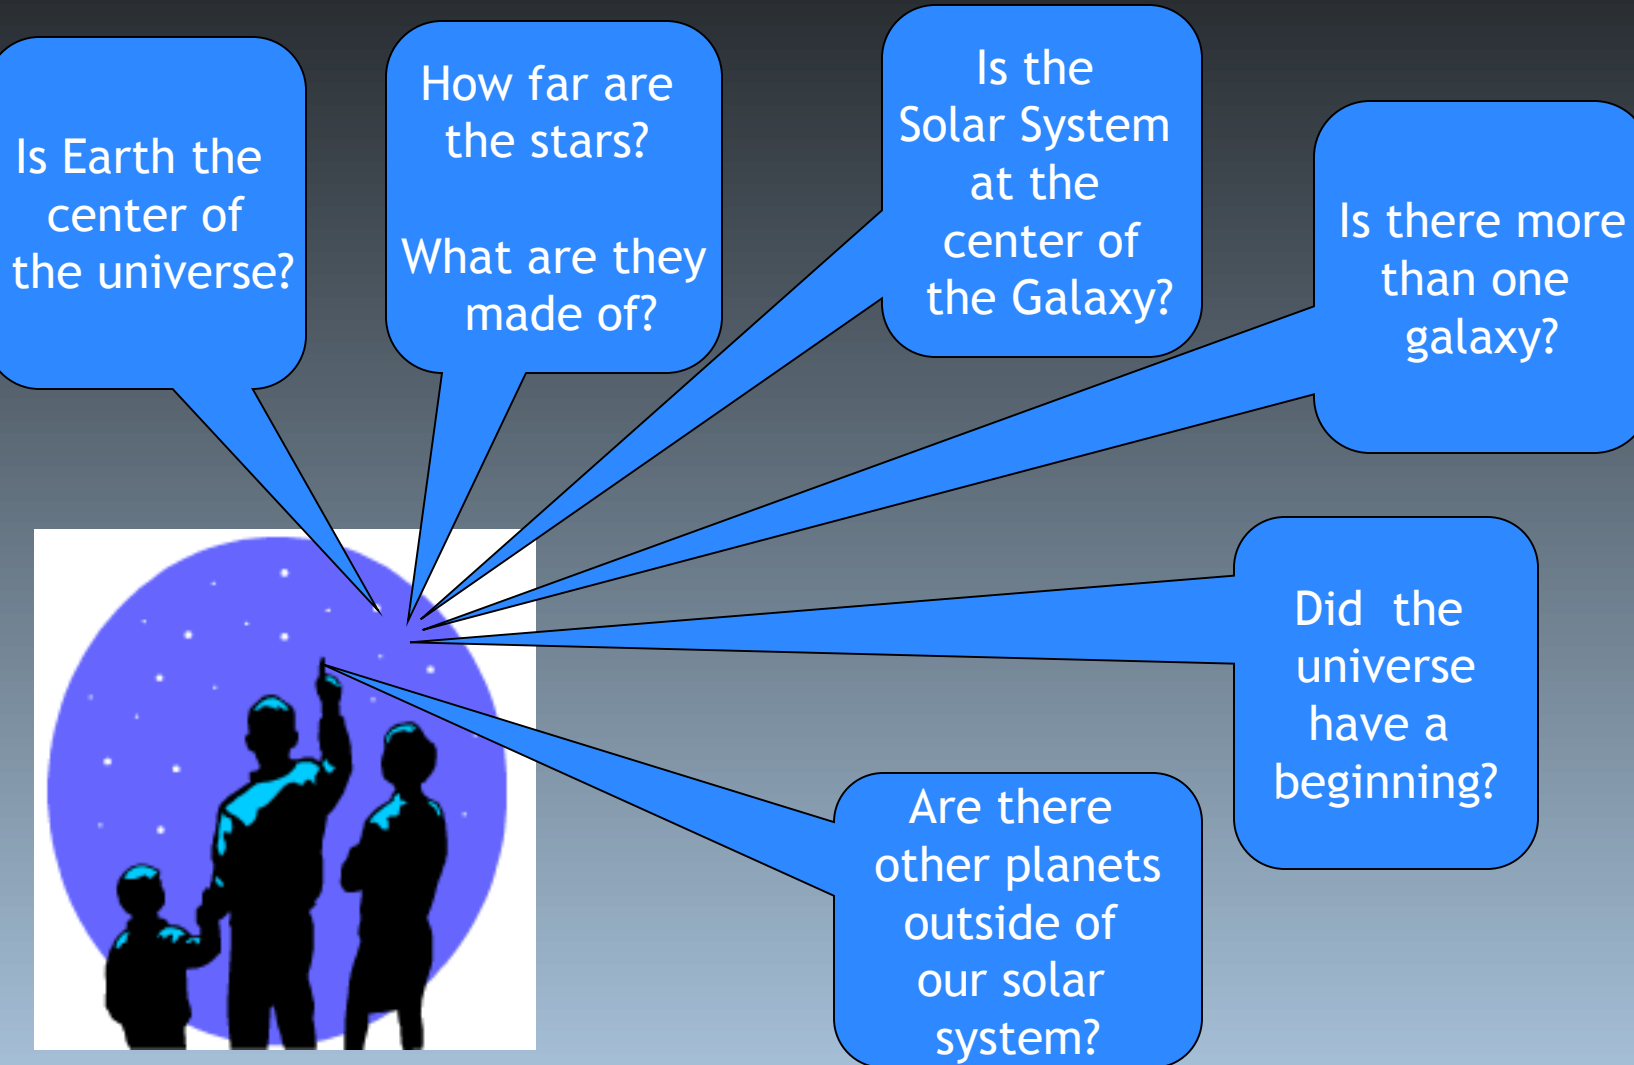 Is Earth the
center of
the universe?
How far are
the stars?
What are they
made of?
Is the
Solar System
at the
center of
the Galaxy?
Is there more
than one
galaxy?
Did  the
universe
have a
beginning?
Are there
other planets
outside of
our solar
system?